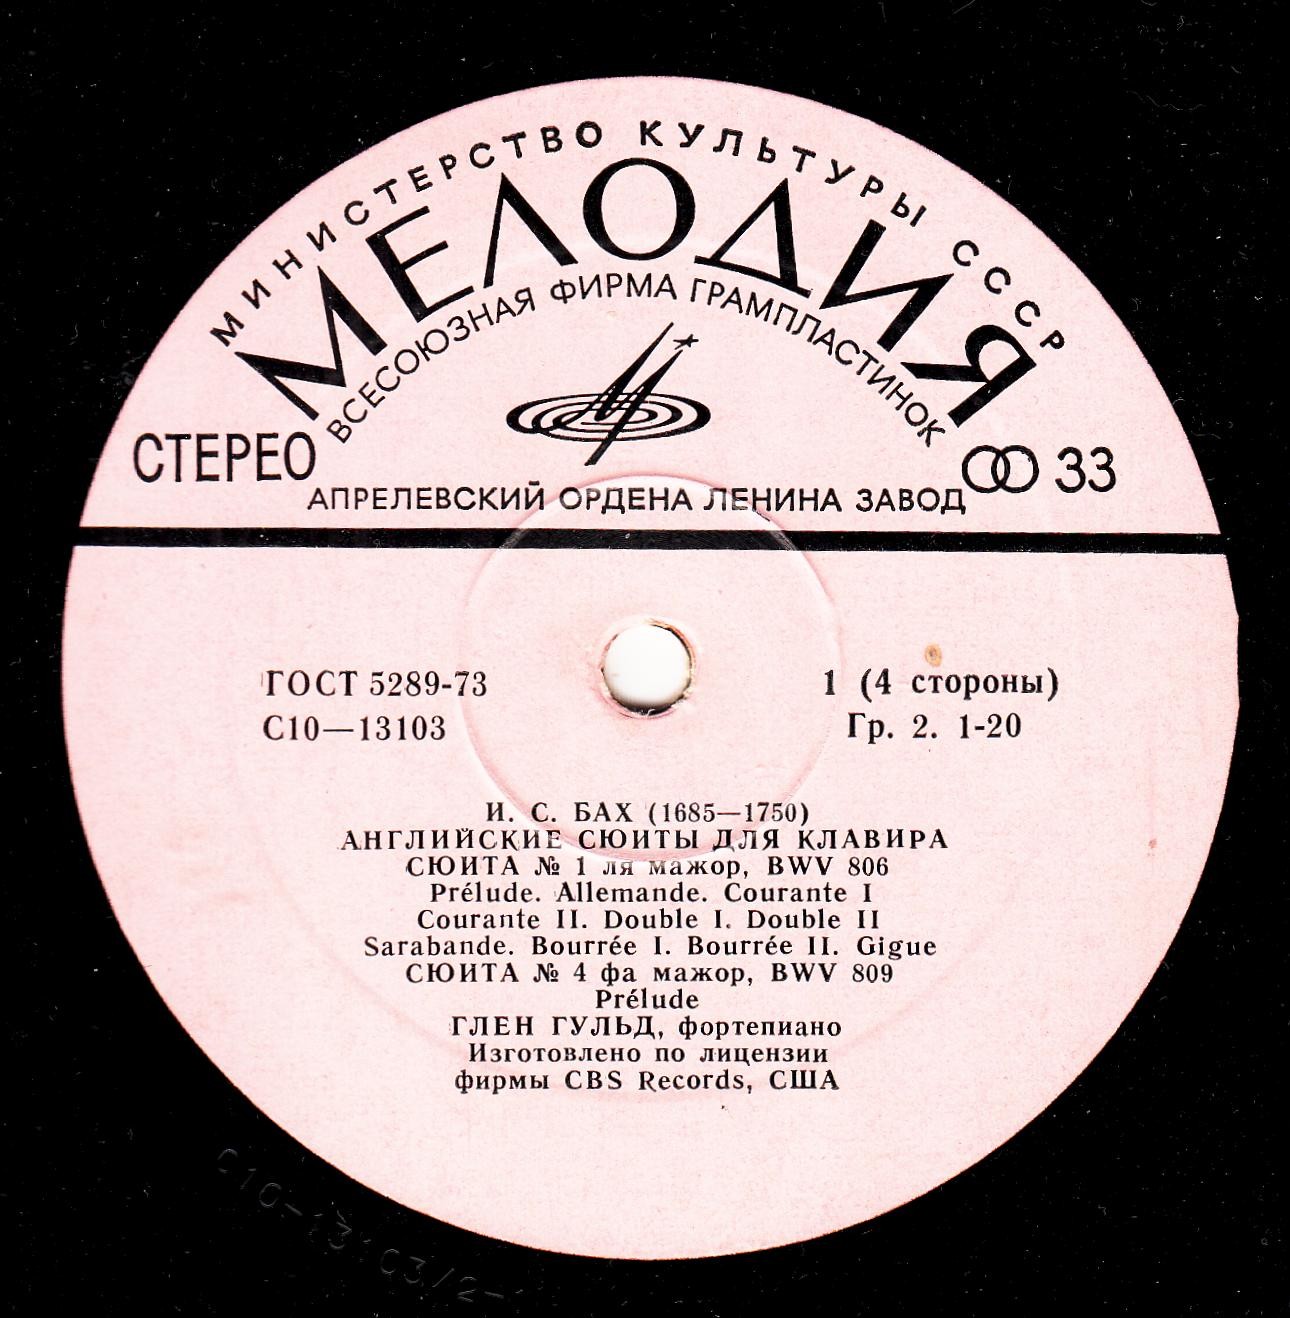 МИНИСТЕРСТВО КУЛЬТУРЫ СССР
МЕЛОДИЯ
ВСЕСОЮЗНАЯ ФИРМА ГРАМПЛАСТИНОК
СТЕРЕО
33
АПРЕЛЕВСКИЙ ОРДЕНА ЛЕНИНА ЗАВОД
ГОСТ 5289-73
С10—13103
1 (4 стороны)
Гр. 2. 1-20
И. С. БАХ (1685—1750)
АНГЛИЙСКИЕ СЮИТЫ ДЛЯ КЛАВИРА
СЮИТА № 1 ля мажор, BWV 806
Prélude. Allemande. Courante I
Courante II. Double I. Double II
Sarabande. Bourrée I. Bourrée II. Gigue
СЮИТА № 4 фа мажор, BWV 809
Prélude
ГЛЕН ГУЛЬД, фортепиано
Изготовлено по лицензии
фирмы CBS Records, США
С10-13103/2-